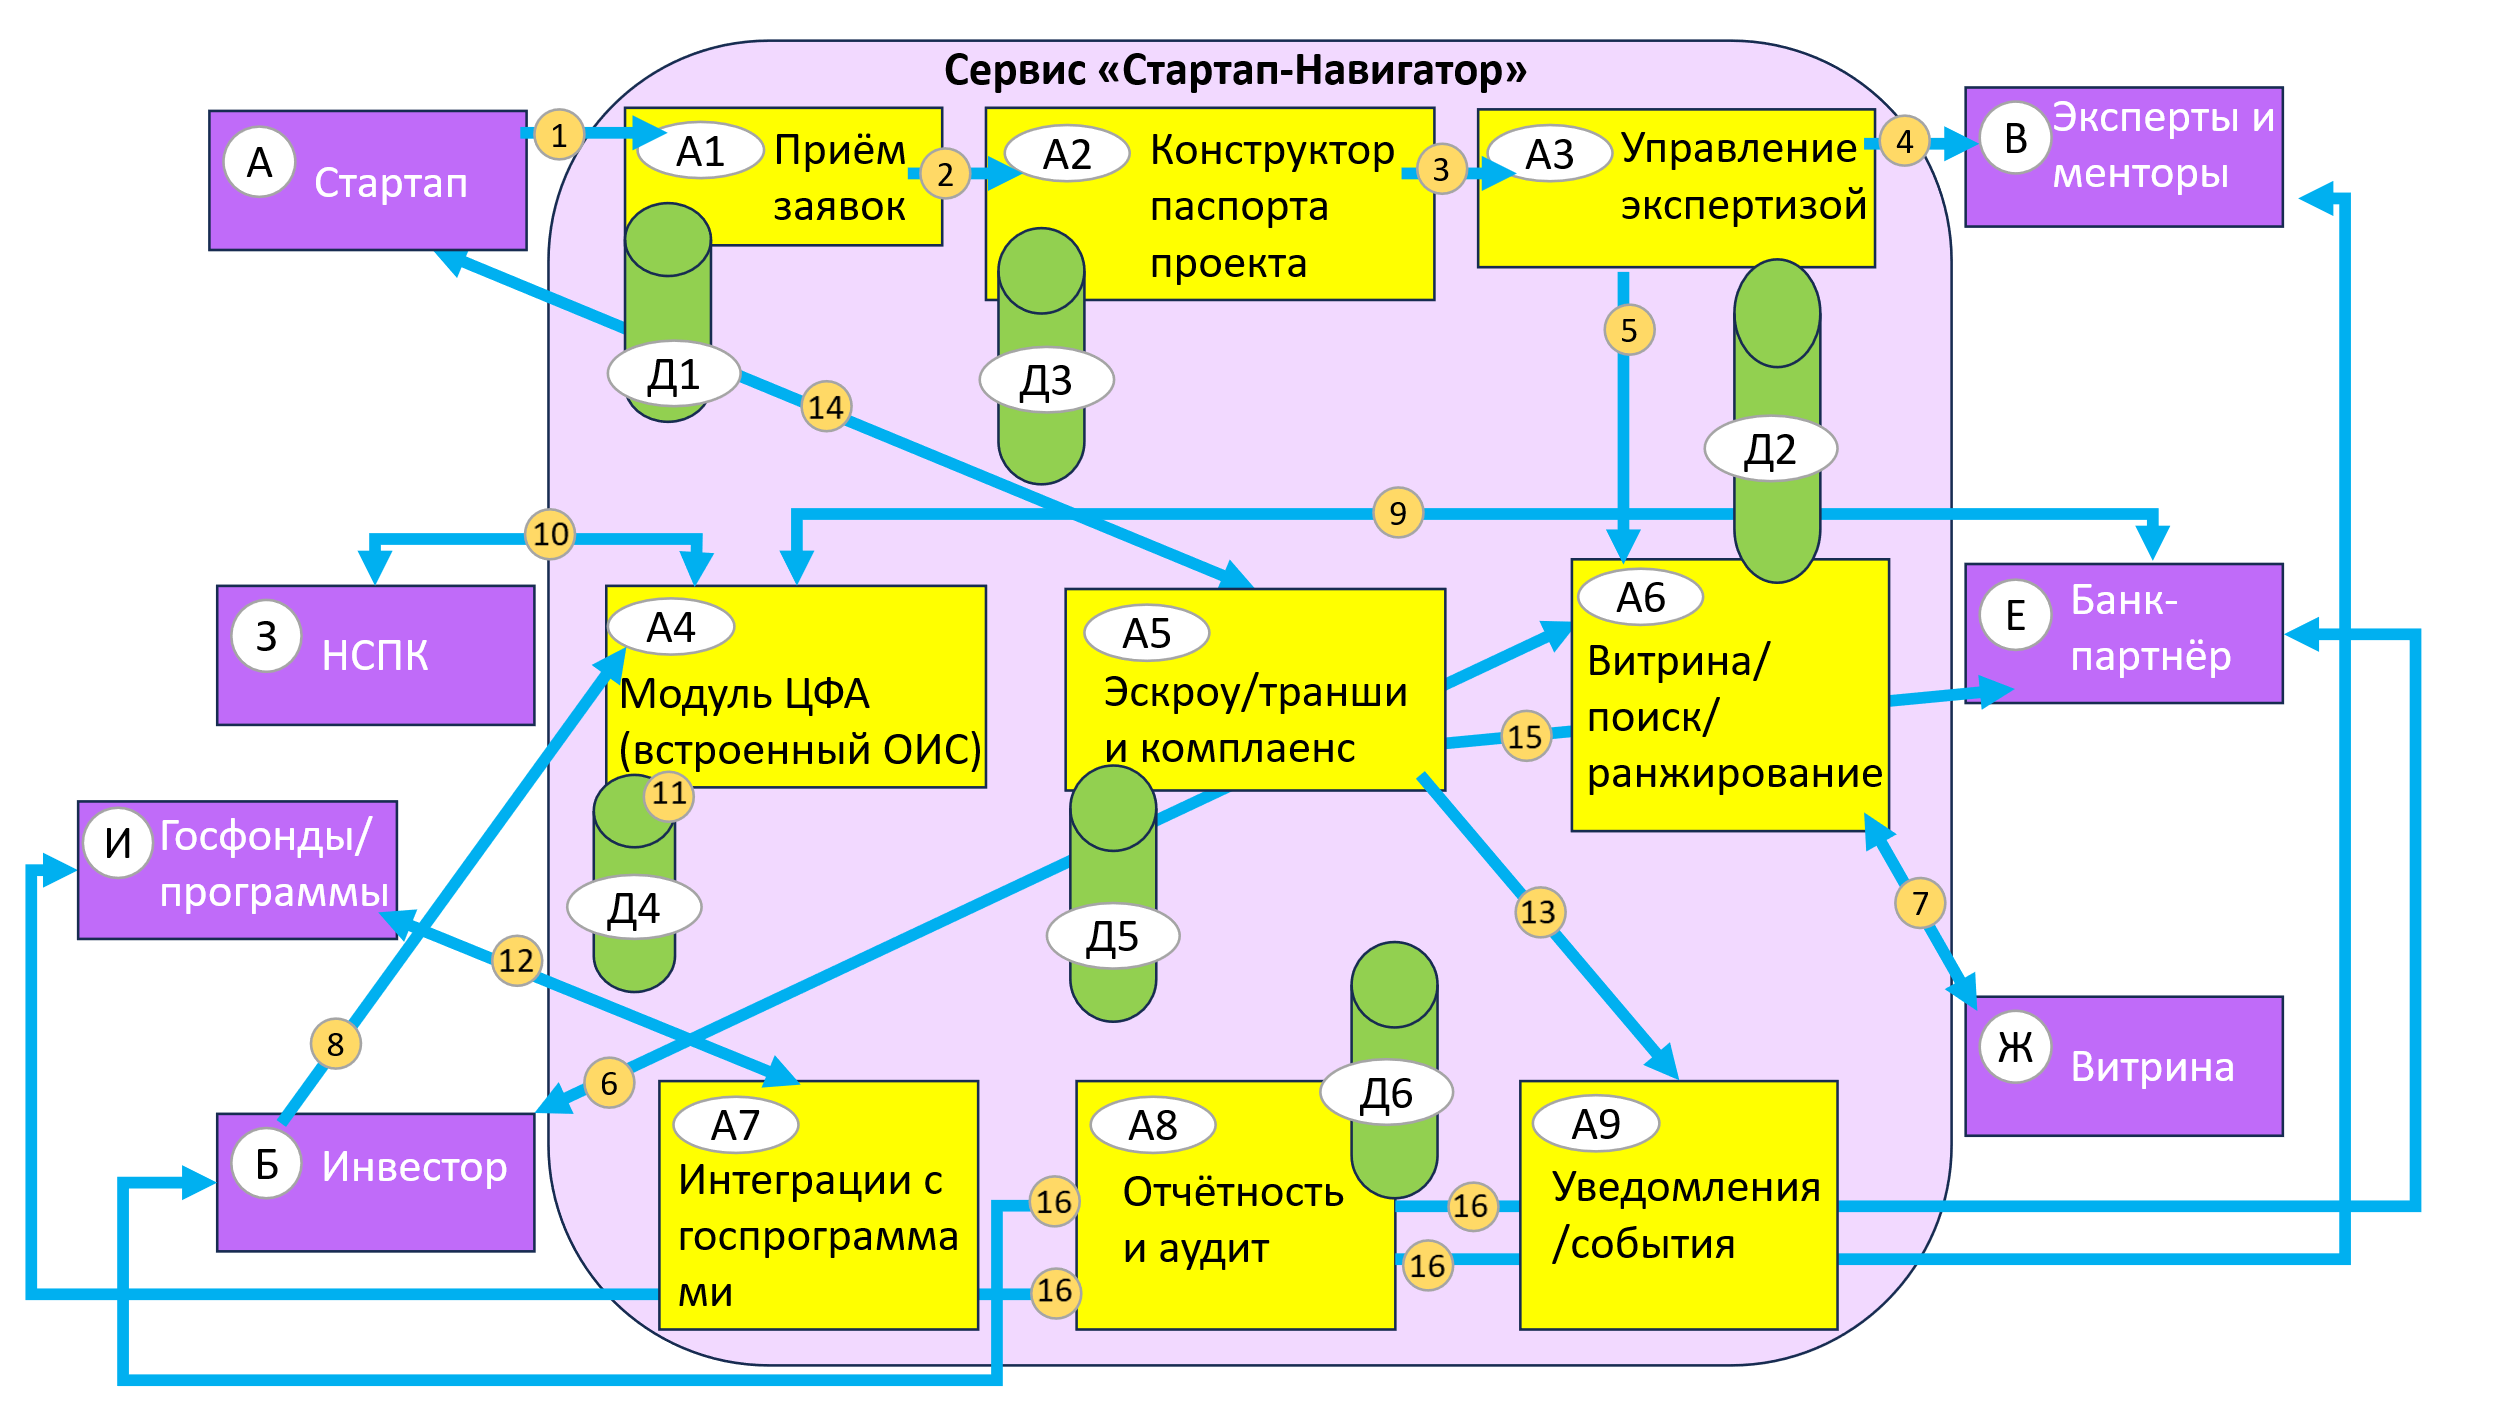 Сервис «Стартап-Навигатор»
А
Стартап
1
А1
Приём
заявок
2
А2
Конструктор
паспорта
проекта
3
А3
Управление
экспертизой
4
В
Эксперты и
менторы
Д1
14
Д3
5
Д2
10
9
З
НСПК
А4
Модуль ЦФА
(встроенный ОИС)
11
А5
Эскроу/транши
и комплаенс
15
А6
Витрина/
поиск/
ранжирование
Е
Банк-
партнёр
И
Госфонды/
программы
Д4
Д5
13
7
12
8
6
Б
Инвестор
А7
Интеграции с
госпрограмма
ми
16
16
А8
Отчётность
и аудит
Д6
16
16
А9
Уведомления
/события
Ж
Витрина